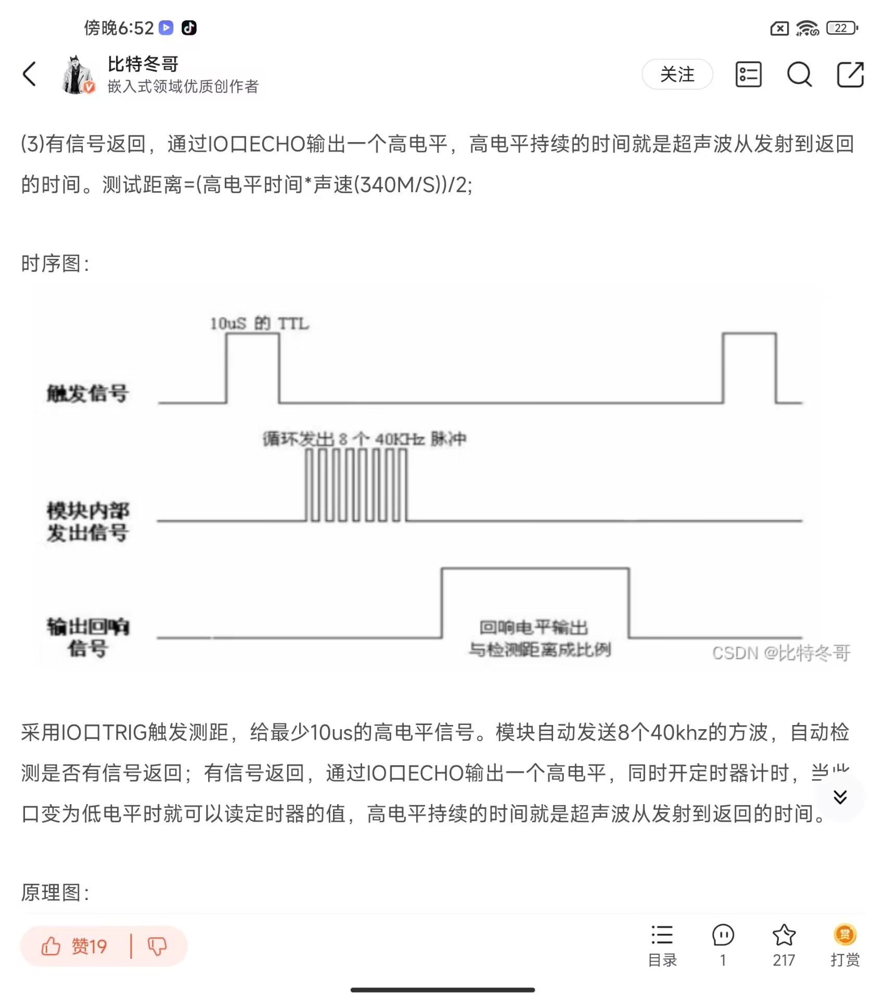 傍晚6:52
22
比特冬哥
嵌入式领域优质创作者
关注
(3)有信号返回，通过IO口ECHO输出一个高电平，高电平持续的时间就是超声波从发射到返回
的时间。测试距离=(高电平时间*声速(340M/S))/2;
时序图：
10uS 的 TTL
触发信号
循环发出 8 个 40KHz 脉冲
模块内部
发出信号
输出回响
信号
回响电平输出
与检测距离成比例
CSDN @比特冬哥
采用IO口TRIG触发测距，给最少10us的高电平信号。模块自动发送8个40khz的方波，自动检
测是否有信号返回；有信号返回，通过IO口ECHO输出一个高电平，同时开定时器计时，当此
口变为低电平时就可以读定时器的值，高电平持续的时间就是超声波从发射到返回的时间。
原理图：
赞19
目录
1
217
赏
打赏